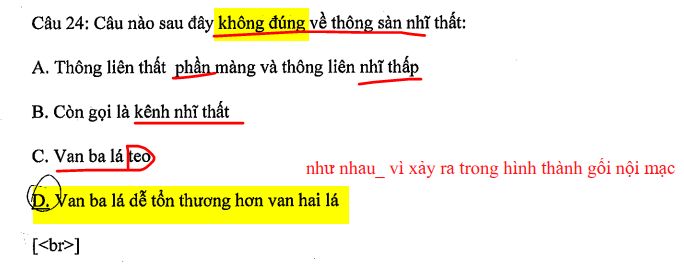 Câu 24: Câu nào sau đây không đúng về thông sàn nhĩ thất:
A. Thông liên thất phần màng và thông liên nhĩ thấp
B. Còn gọi là kênh nhĩ thất
C. Van ba lá teo
như nhau_ vì xảy ra trong hình thành gối nội mạc
D. Van ba lá dễ tổn thương hơn van hai lá
[<br>]